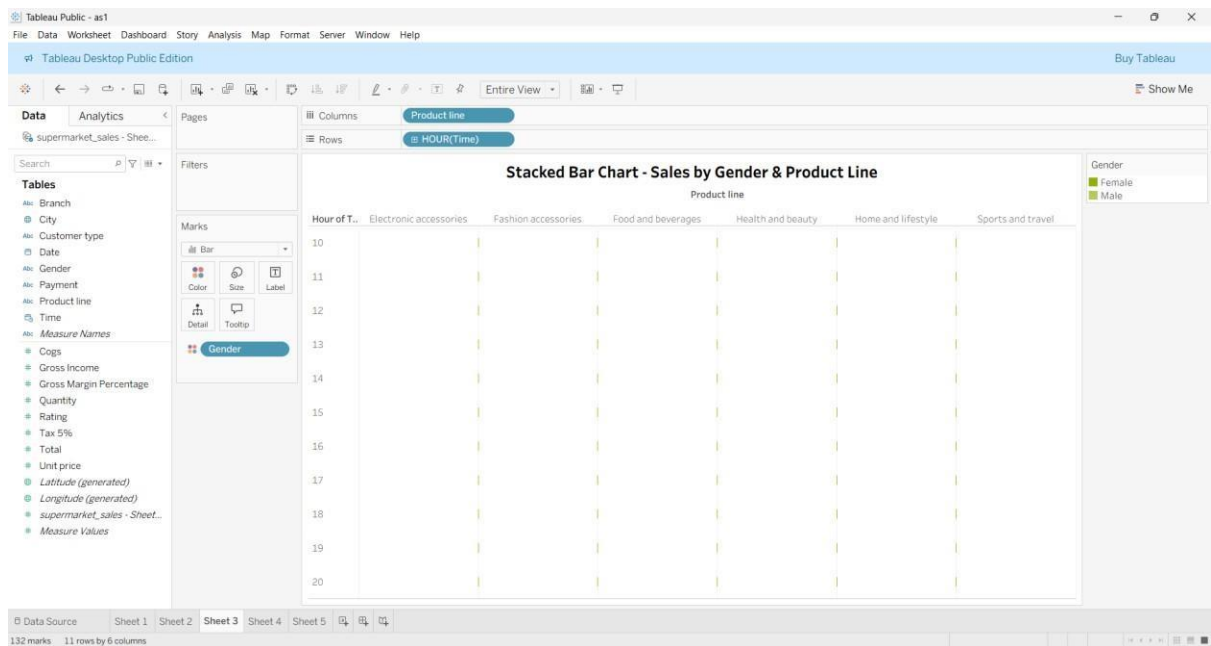 Tableau Public - as1
File Data Worksheet Dashboard Story Analysis Map Format Server Window Help
Tableau Desktop Public Edition
Buy Tableau
Entire View
Show Me
Data Analytics
supermarket_sales - Shee...
Search
Tables
Abc Branch
City
Abc Customer type
Date
Abc Gender
Abc Payment
Abc Product line
Time
Abc Measure Names
# Cogs
# Gross Income
# Gross Margin Percentage
# Quantity
# Rating
# Tax 5%
# Total
# Unit price
Latitude (generated)
Longitude (generated)
# supermarket_sales - Sheet...
# Measure Values
Pages
Filters
Marks
Bar
Color Size Label
Detail Tooltip
Gender
Columns Product line
Rows HOUR(Time)
Stacked Bar Chart - Sales by Gender & Product Line
Product line
Hour of T.. Electronic accessories Fashion accessories Food and beverages Health and beauty Home and lifestyle Sports and travel
10
11
12
13
14
15
16
17
18
19
20
Gender
Female
Male
Data Source Sheet 1 Sheet 2 Sheet 3 Sheet 4 Sheet 5
132 marks 11 rows by 6 columns